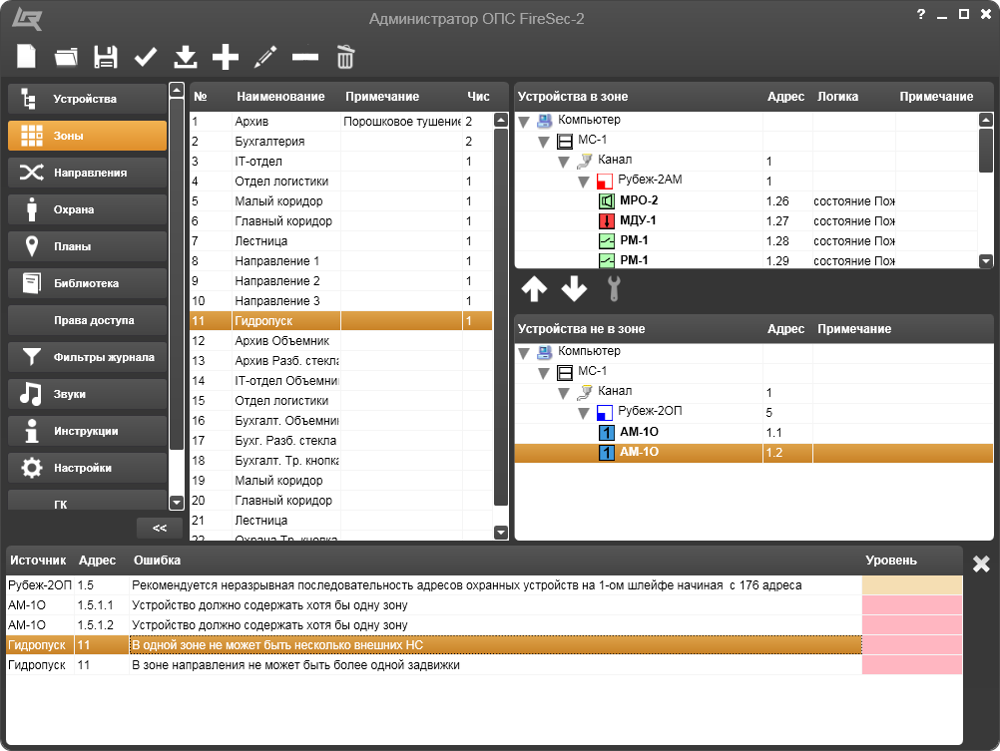 Администратор ОПС FireSec-2
?
Устройства
Зоны
Направления
Охрана
Планы
Библиотека
Права доступа
Фильтры журнала
Звуки
Инструкции
Настройки
ГК
<<
№ Наименование Примечание Чис
1 Архив Порошковое тушение 2
2 Бухгалтерия 2
3 IT-отдел 1
4 Отдел логистики 1
5 Малый коридор 1
6 Главный коридор 1
7 Лестница 1
8 Направление 1 1
9 Направление 2 1
10 Направление 3 1
11 Гидропуск 1
12 Архив Объемник
13 Архив Разб. стекла
14 IT-отдел Объемни
15 Отдел логистики
16 Бухгалт. Объемник
17 Бухг. Разб. стекла
18 Бухгалт. Тр. кнопка
19 Малый коридор
20 Главный коридор
21 Лестница
22 Охрана Тр. кнопка
Устройства в зоне Адрес Логика Примечание
Компьютер
МС-1
Канал 1
Рубеж-2АМ 1
МРО-2 1.26 состояние Пож
МДУ-1 1.27 состояние Пож
РМ-1 1.28 состояние Пож
РМ-1 1.29 состояние Пож
Устройства не в зоне Адрес Примечание
Компьютер
МС-1
Канал 1
Рубеж-2ОП 5
1 АМ-1О 1.1
1 АМ-1О 1.2
Источник Адрес Ошибка Уровень
Рубеж-2ОП 1.5 Рекомендуется неразрывная последовательность адресов охранных устройств на 1-ом шлейфе начиная с 176 адреса
АМ-1О 1.5.1.1 Устройство должно содержать хотя бы одну зону
АМ-1О 1.5.1.2 Устройство должно содержать хотя бы одну зону
Гидропуск 11 В одной зоне не может быть несколько внешних НС
Гидропуск 11 В зоне направления не может быть более одной задвижки